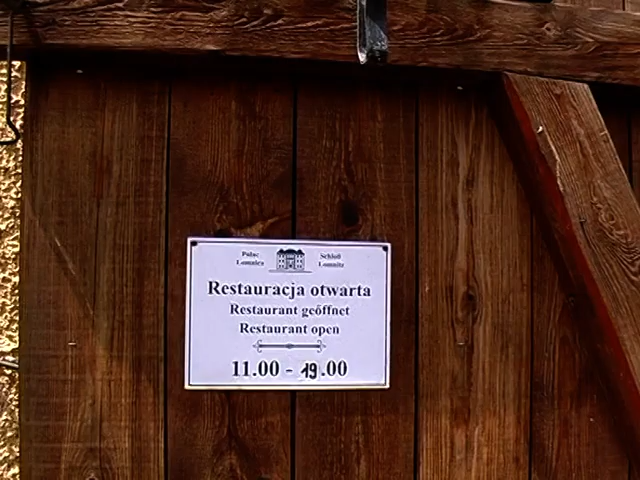 Pałac Schloß
Łomnica Lomnitz
Restauracja otwarta
Restaurant geöffnet
Restaurant open
11.00 - 19.00